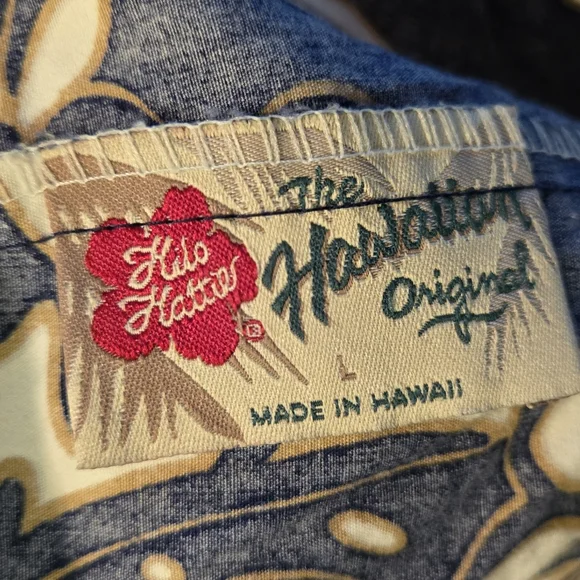 Hilo
Hattie®
The
Hawaiian
Original
L
MADE IN HAWAII